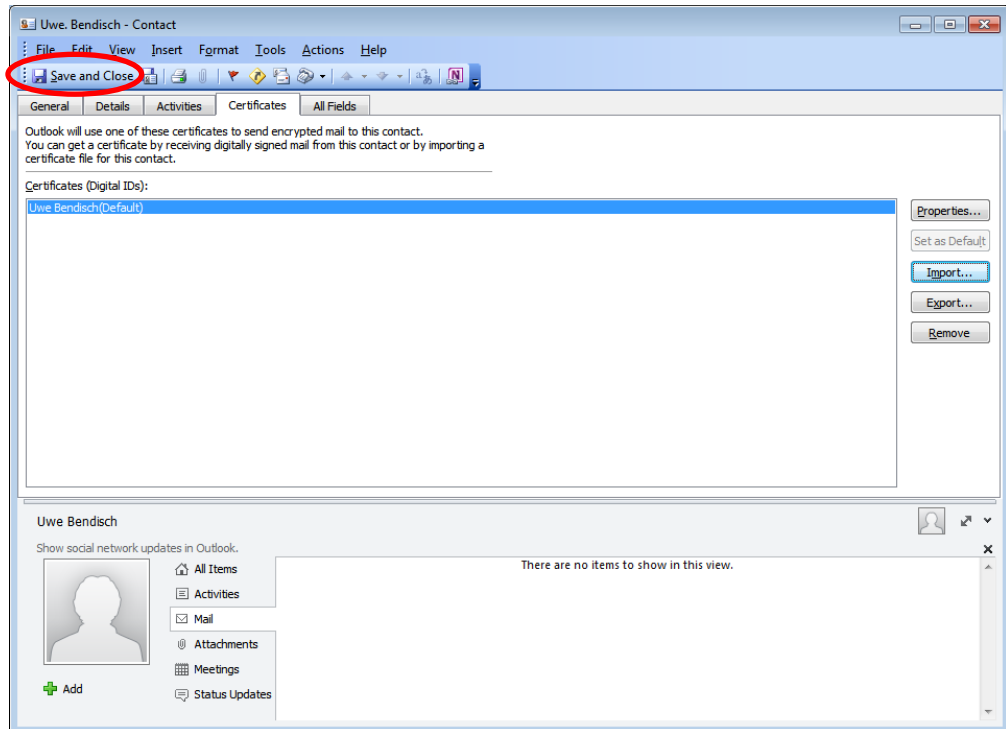 Uwe. Bendisch - Contact
File Edit View Insert Format Tools Actions Help
Save and Close
General Details Activities Certificates All Fields
Outlook will use one of these certificates to send encrypted mail to this contact.
You can get a certificate by receiving digitally signed mail from this contact or by importing a
certificate file for this contact.
Certificates (Digital IDs):
Uwe Bendisch(Default)
Properties...
Set as Default
Import...
Export...
Remove
Uwe Bendisch
Show social network updates in Outlook.
All Items
There are no items to show in this view.
Activities
Mail
Attachments
Meetings
Add
Status Updates